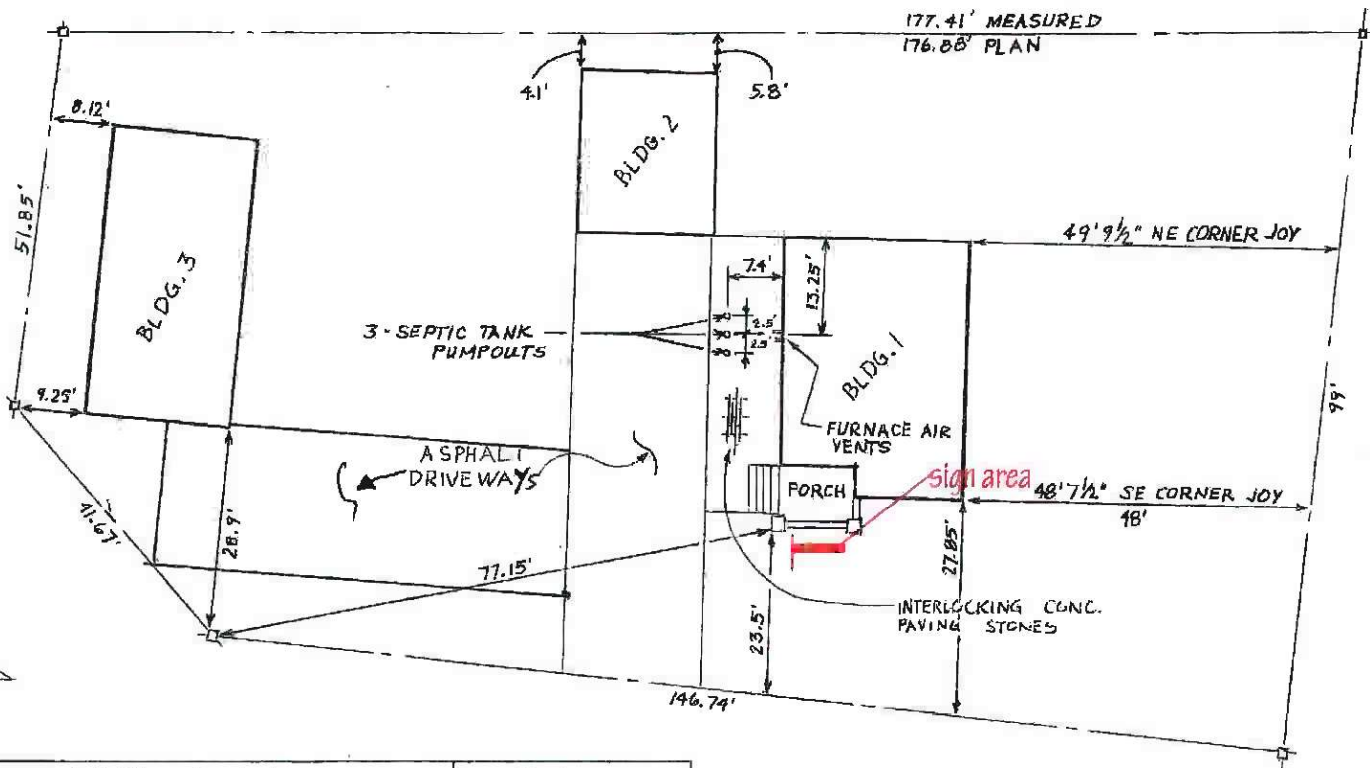 177.41' MEASURED
176.88' PLAN
4.1'
5.8'
8.12'
BLDG. 2
51.85'
BLDG. 3
49' 9½" NE CORNER JOY
7.4'
13.25'
3-SEPTIC TANK
PUMPOUTS
2.5'
2.5'
BLDG. 1
99'
9.25'
FURNACE AIR
VENTS
ASPHALT
DRIVEWAYS
sign area
PORCH
48' 7½" SE CORNER JOY
48'
41.67'
28.9'
77.15'
27.85'
INTERLOCKING CONC.
PAVING STONES
23.5'
146.74'